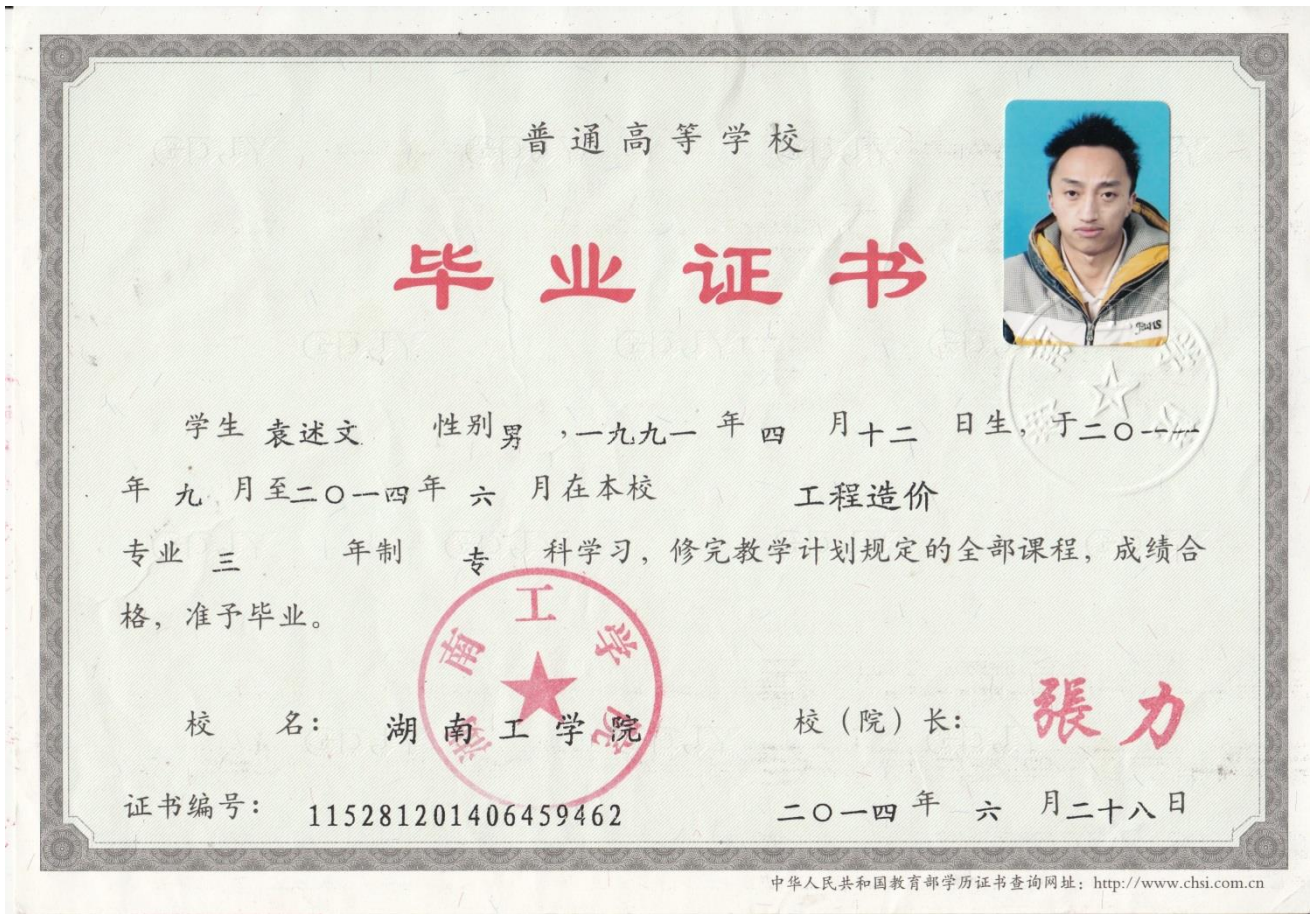 普通高等学校
毕业证书
学生 袁述文 性别 男 ,一九九一 年 四 月 十二 日生, 于二〇一一
年 九 月至二〇一四年 六 月在本校 工程造价
专业 三 年制 专 科学习, 修完教学计划规定的全部课程, 成绩合
格, 准予毕业。
湖南工学院
校 名: 湖南工学院 校(院)长: 張力
证书编号: 115281201406459462 二〇一四 年 六 月二十八日
中华人民共和国教育部学历证书查询网址: http://www.chsi.com.cn